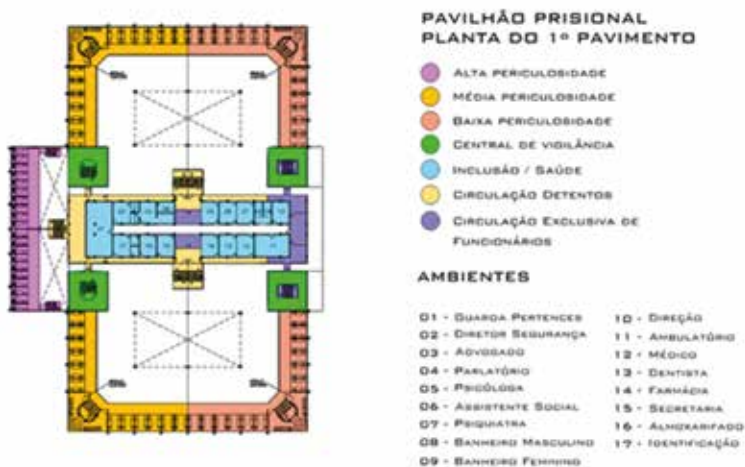 PAVILHÃO PRISIONAL
PLANTA DO 1º PAVIMENTO
ALTA PERICULOSIDADE
MÉDIA PERICULOSIDADE
BAIXA PERICULOSIDADE
CENTRAL DE VIGILÂNCIA
INCLUSÃO / SAÚDE
CIRCULAÇÃO DETENTOS
CIRCULAÇÃO EXCLUSIVA DE
FUNCIONÁRIOS
AMBIENTES
01 - GUARDA PERTENCES
02 - DIRETOR SEGURANÇA
03 - ADVOGADO
04 - PARLATÓRIO
05 - PSICÓLOGA
06 - ASSISTENTE SOCIAL
07 - PSIQUIATRA
08 - BANHEIRO MASCULINO
09 - BANHEIRO FEMININO
10 - DIREÇÃO
11 - AMBULATÓRIO
12 - MÉDICO
13 - DENTISTA
14 - FARMÁCIA
15 - SECRETARIA
16 - ALMOXARIFADO
17 - IDENTIFICAÇÃO